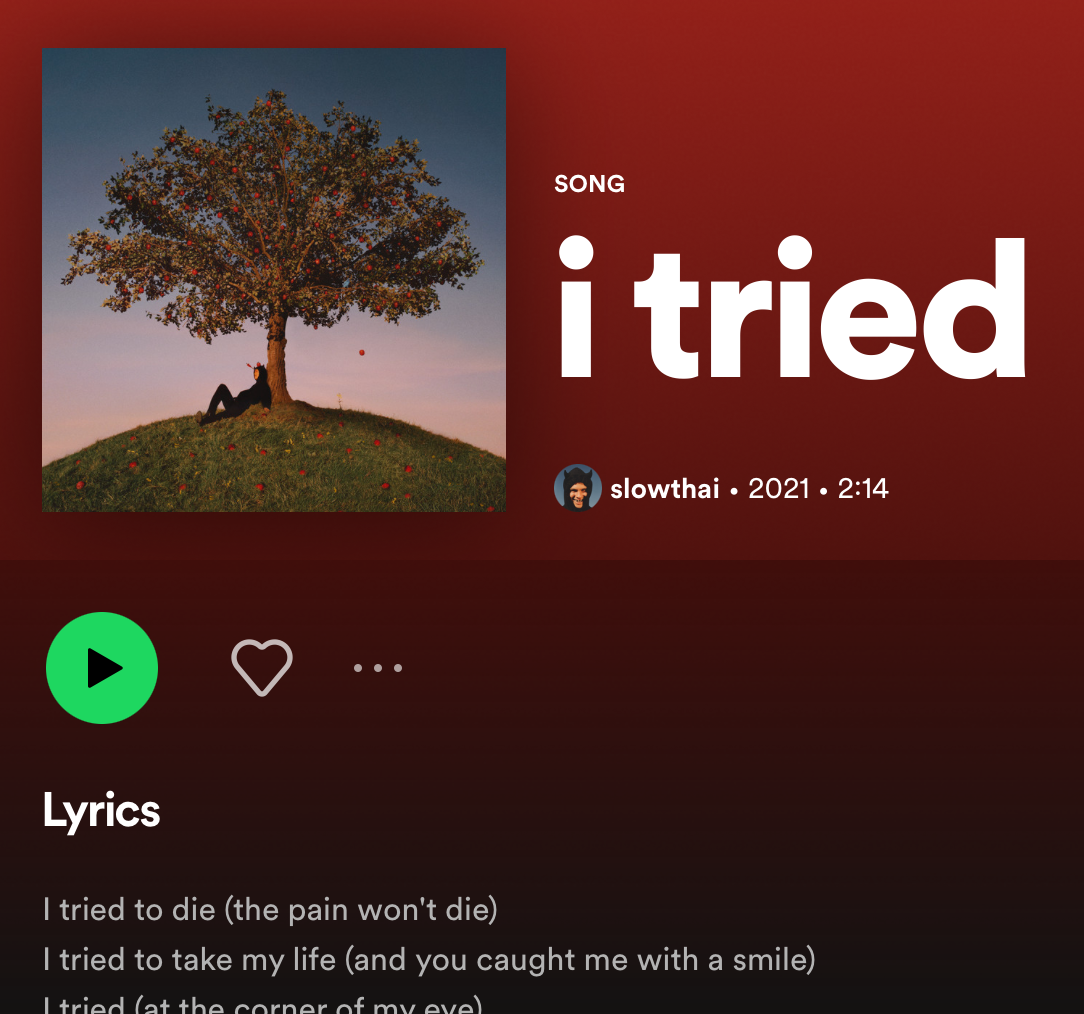 SONG
i tried
slowthai • 2021 • 2:14
Lyrics
I tried to die (the pain won't die)
I tried to take my life (and you caught me with a smile)
I tried (at the corner of my eye)